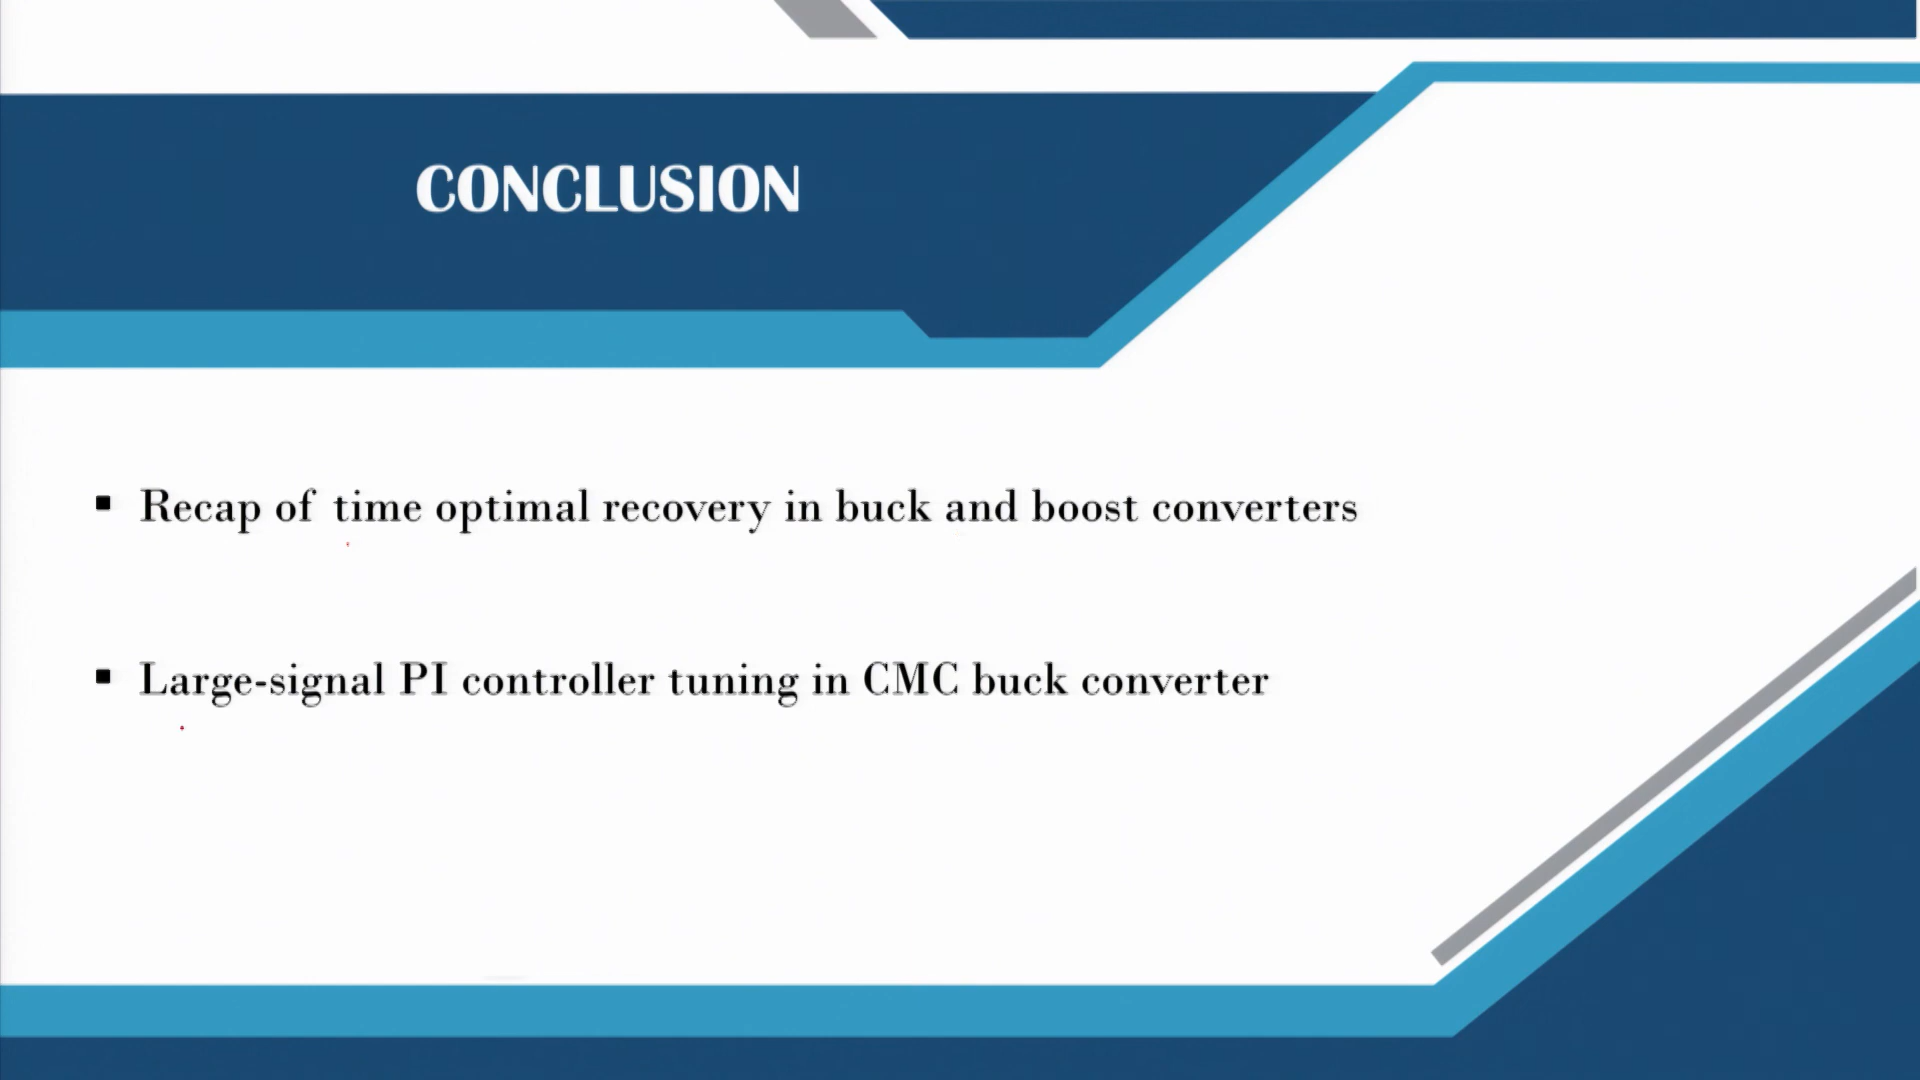 CONCLUSION
▪ Recap of time optimal recovery in buck and boost converters
▪ Large-signal PI controller tuning in CMC buck converter